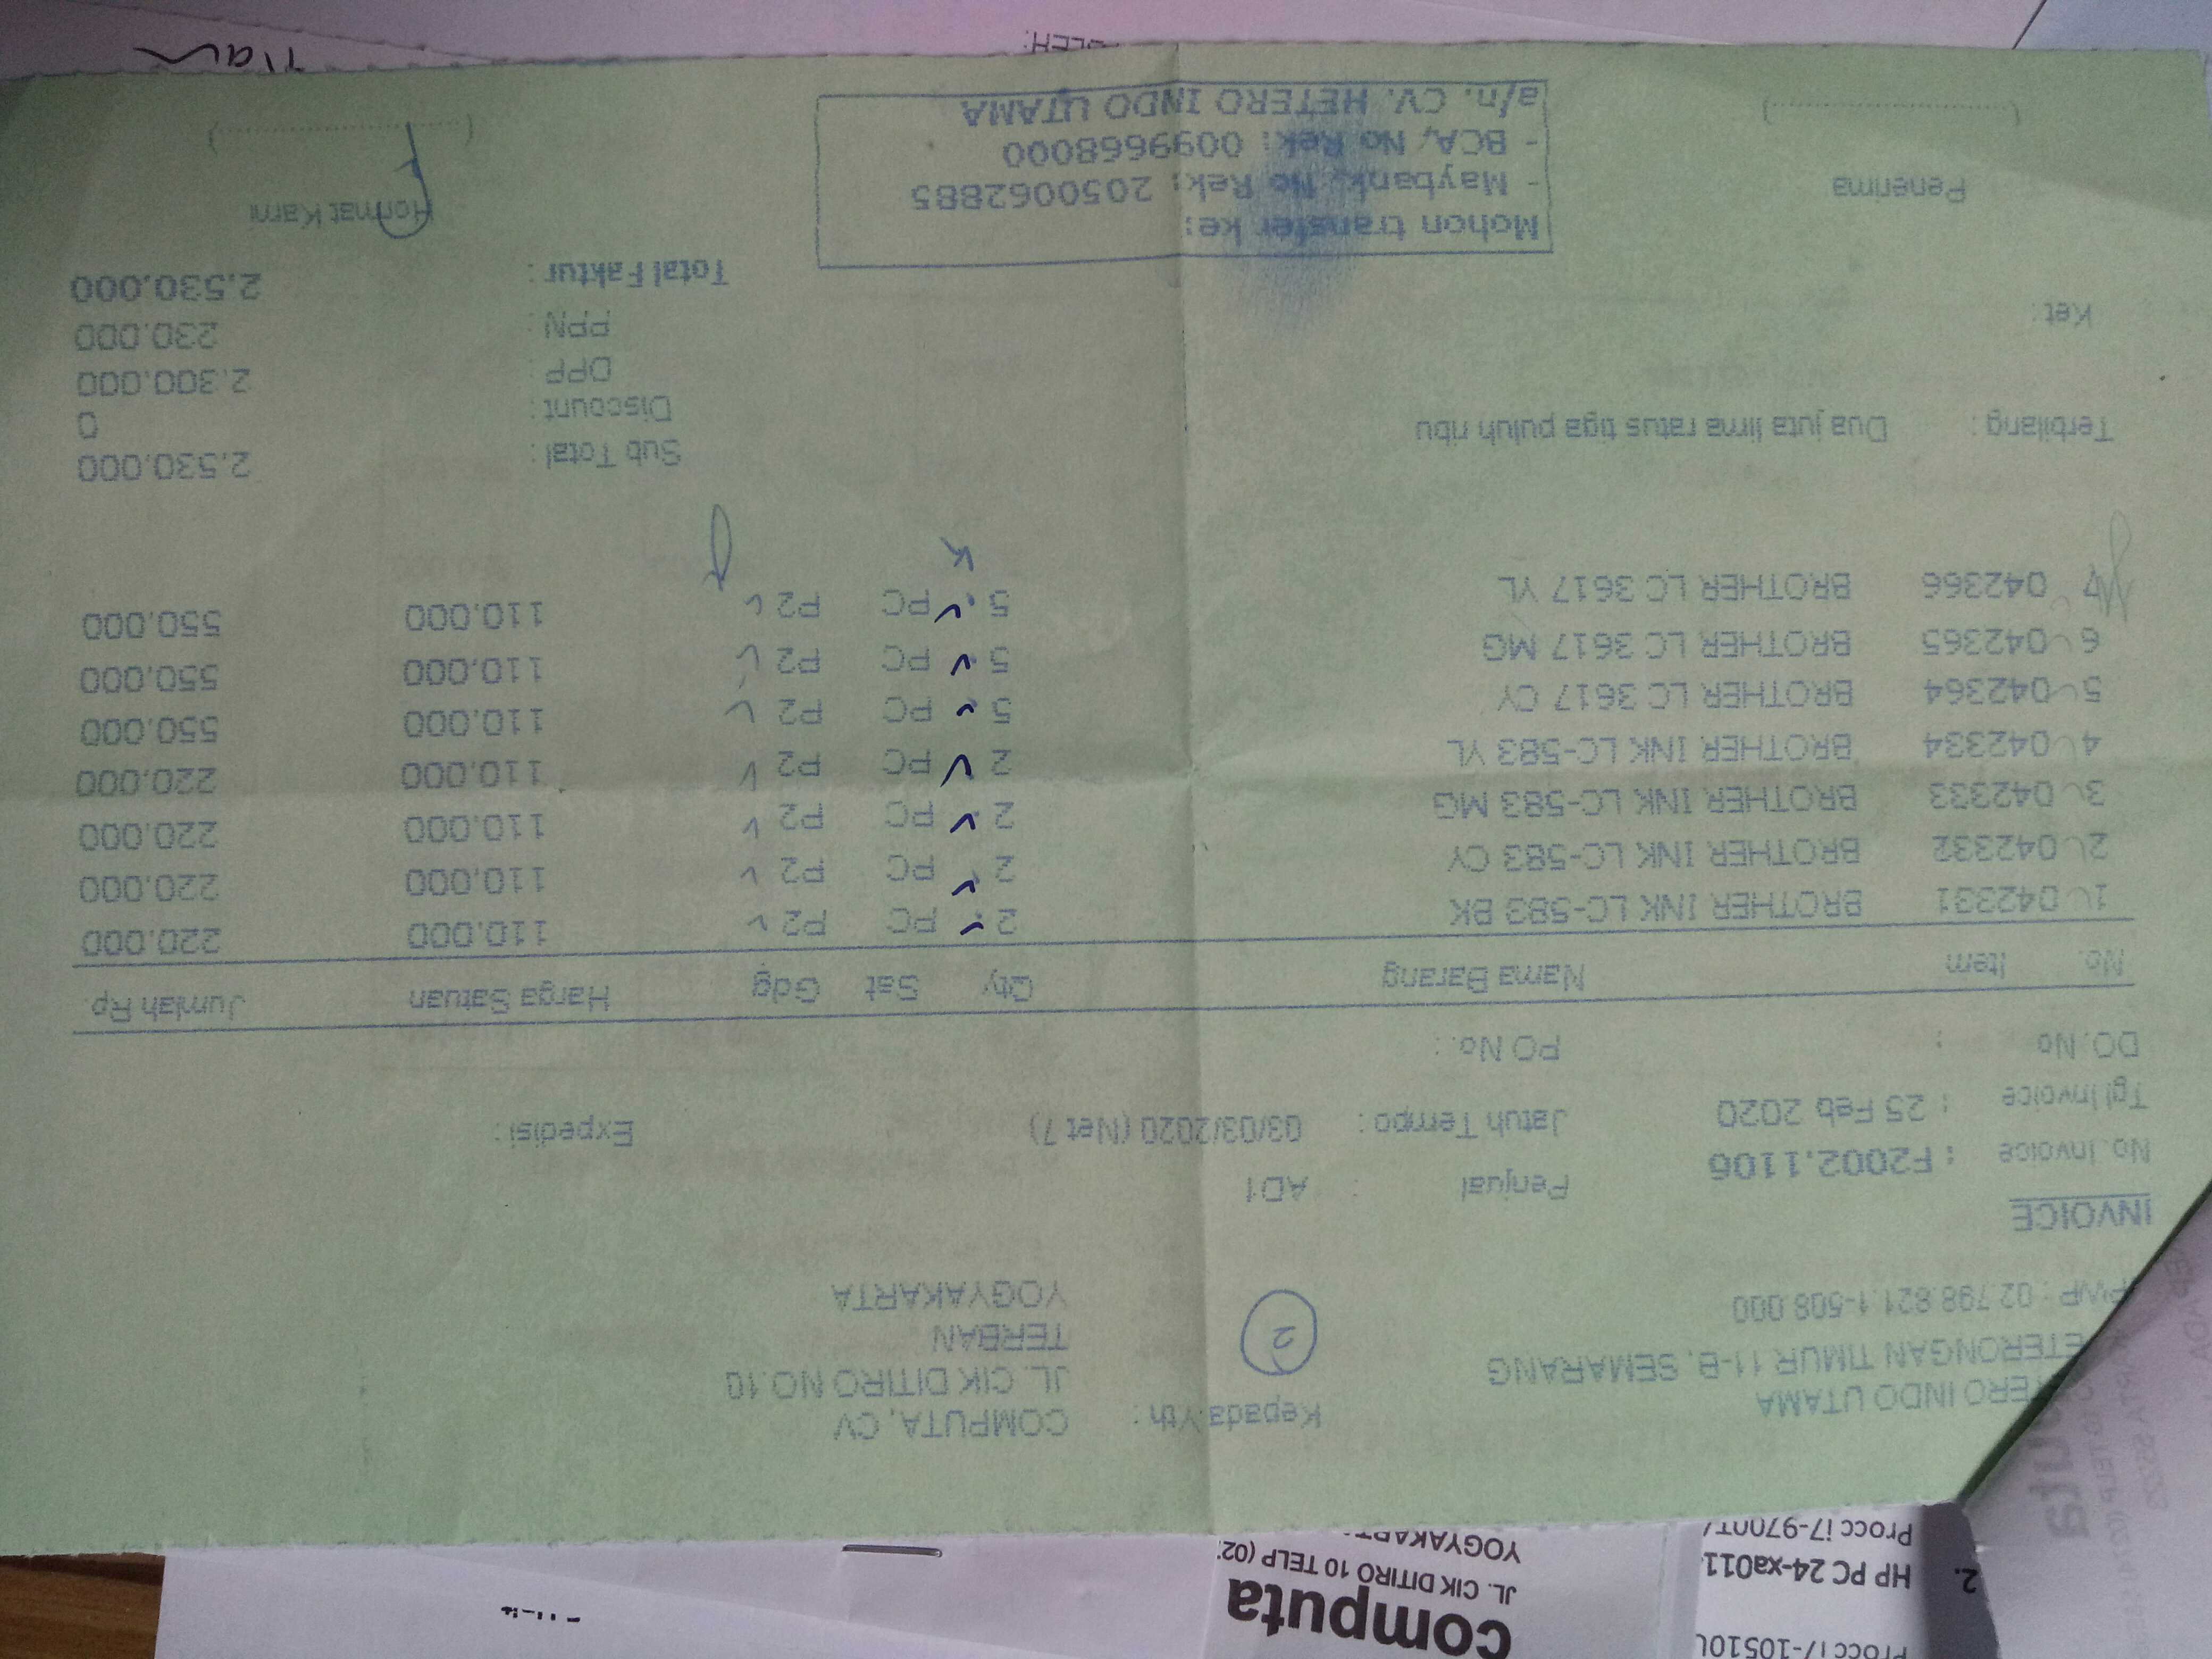 TERO INDO UTAMA
ETERONGAN TIMUR 11-B, SEMARANG
PWP : 02.798.821.1-508.000
Kepada Yth : COMPUTA, CV
JL. CIK DITIRO NO.10
TERBAN
YOGYAKARTA
2
INVOICE
No. Invoice : F2002.1106 Penjual : AD1
Tgl Invoice : 25 Feb 2020 Jatuh Tempo : 03/03/2020 (Net 7) Expedisi :
DO. No : PO No. :
No. Item Nama Barang Qty Sat Gdg Harga Satuan Jumlah Rp.
1 042331 BROTHER INK LC-583 BK 2 PC P2 110.000 220.000
2 042332 BROTHER INK LC-583 CY 2 PC P2 110.000 220.000
3 042333 BROTHER INK LC-583 MG 2 PC P2 110.000 220.000
4 042334 BROTHER INK LC-583 YL 2 PC P2 110.000 220.000
5 042364 BROTHER LC 3617 CY 5 PC P2 110.000 550.000
6 042365 BROTHER LC 3617 MG 5 PC P2 110.000 550.000
7 042366 BROTHER LC 3617 YL 5 PC P2 110.000 550.000
Terbilang : Dua juta lima ratus tiga puluh ribu
Sub Total : 2.530.000
Discount : 0
DPP : 2.300.000
PPN : 230.000
Total Faktur : 2.530.000
Ket :
Mohon transfer ke:
- Maybank, No Rek: 2050062885
- BCA, No Rek: 009966800
a/n. CV. HETERO INDO UTAMA
Penerima
Hormat Kami
computa
JL. CIK DITIRO 10 TELP (02
YOGYAKART
2. HP PC 24-xa011
Procc i7-9700T/